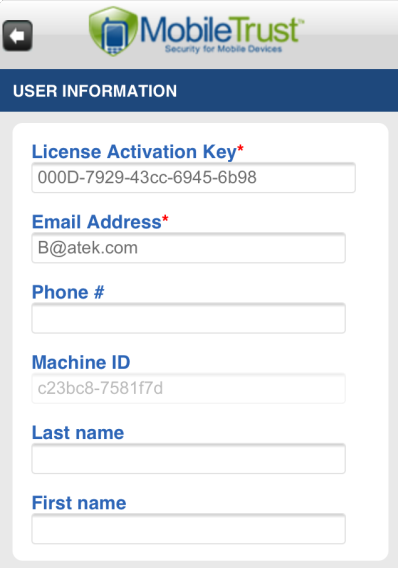 MobileTrust™
Security for Mobile Devices
USER INFORMATION
License Activation Key*
000D-7929-43cc-6945-6b98
Email Address*
B@atek.com
Phone #
Machine ID
c23bc8-7581f7d
Last name
First name